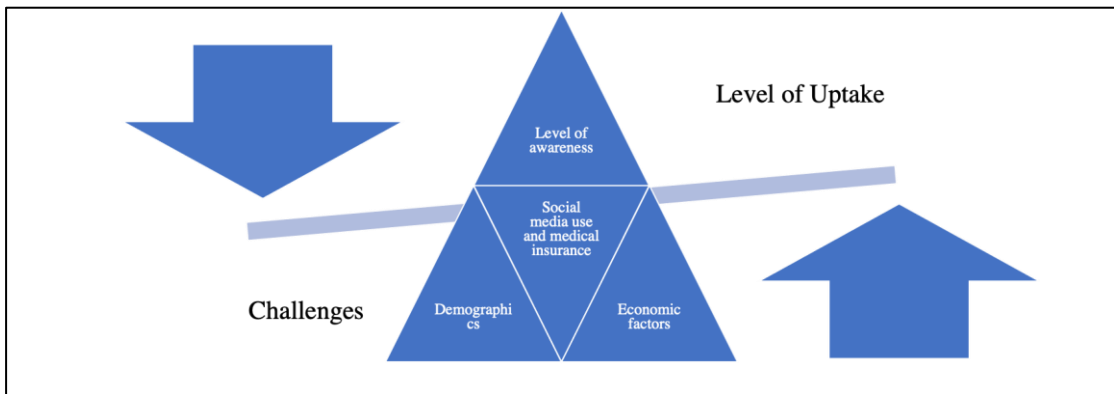 Level of Uptake
Level of
awareness
Social
media use
and medical
insurance
Challenges
Demographi
cs
Economic
factors